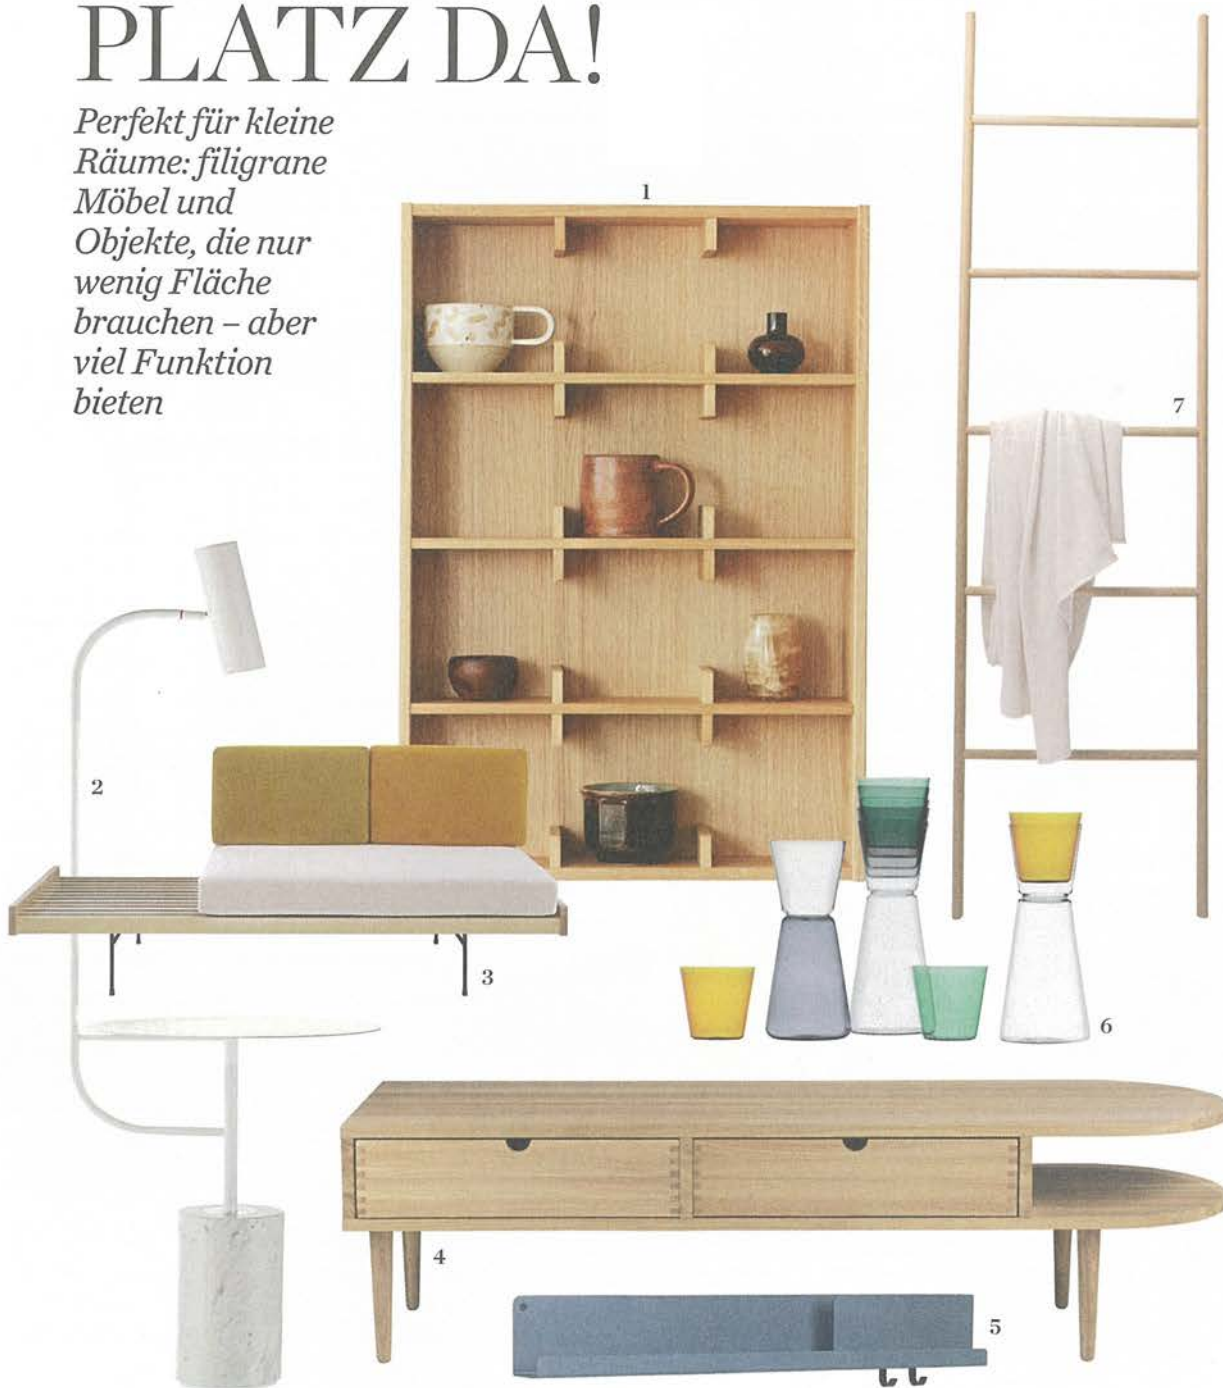 PLATZ DA!
Perfekt für kleine
Räume: filigrane
Möbel und
Objekte, die nur
wenig Fläche
brauchen – aber
viel Funktion
bieten
1
7
2
3
6
4
5